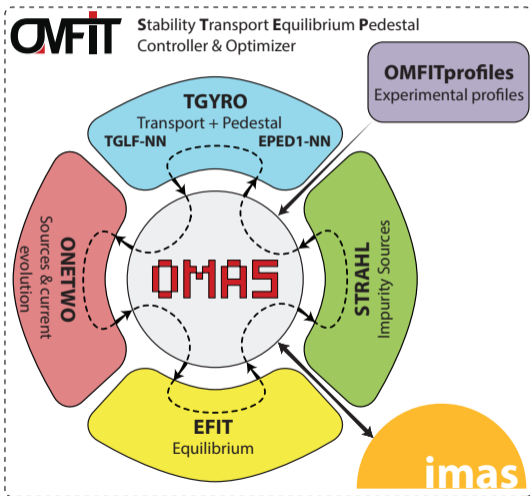 OMFIT
Stability Transport Equilibrium Pedestal
Controller & Optimizer
OMFITprofiles
Experimental profiles
TGYRO
Transport + Pedestal
TGLF-NN EPED1-NN
ONETWO
Sources & current
evolution
OMAS
STRAHL
Impurity Sources
EFIT
Equilibrium
imas